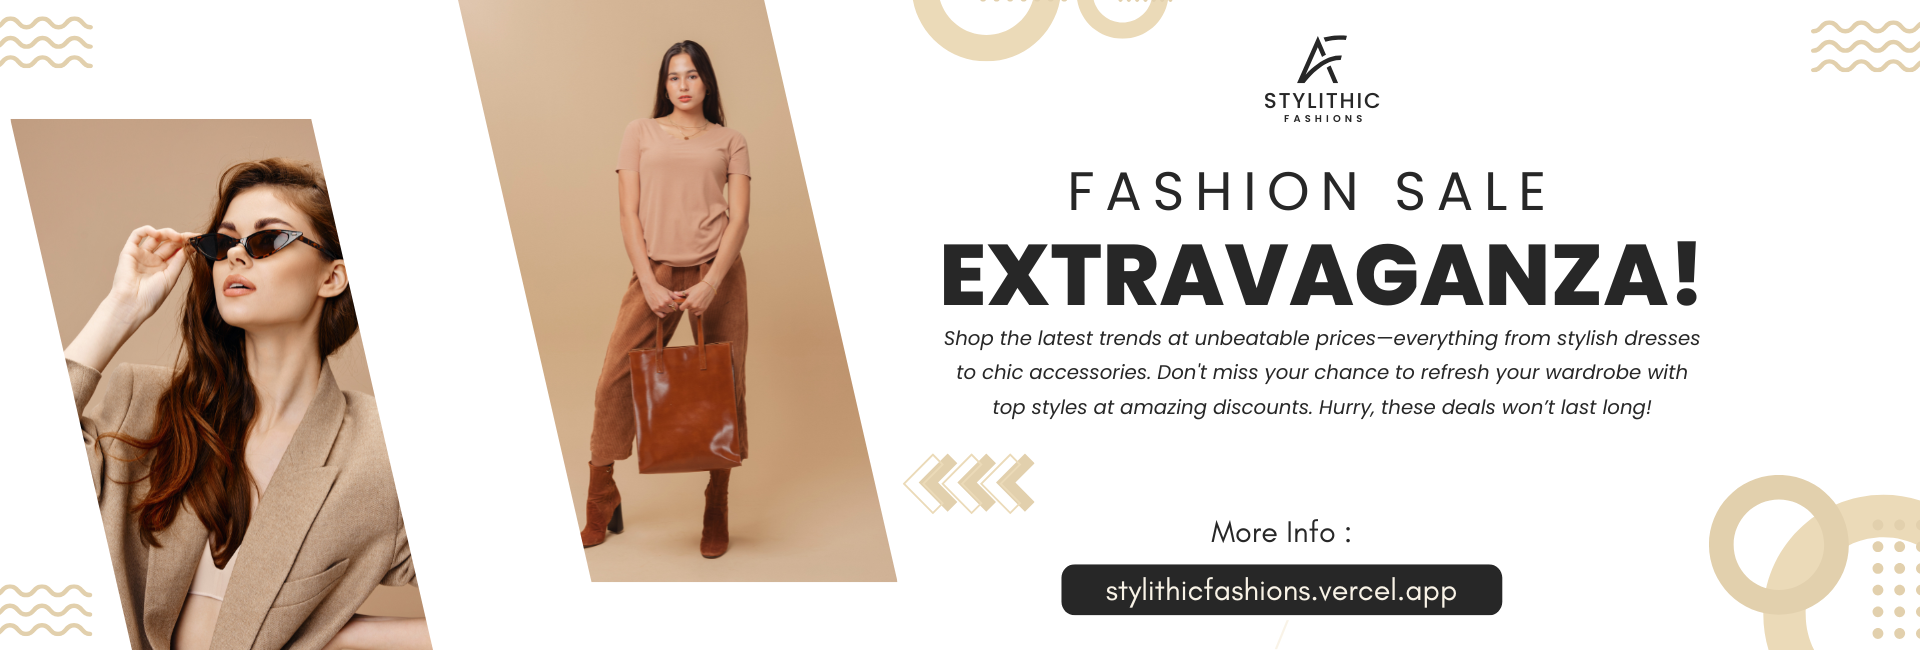 STYLITHIC
FASHIONS
FASHION SALE
EXTRAVAGANZA!
Shop the latest trends at unbeatable prices—everything from stylish dresses
to chic accessories. Don't miss your chance to refresh your wardrobe with
top styles at amazing discounts. Hurry, these deals won’t last long!
More Info :
stylithicfashions.vercel.app